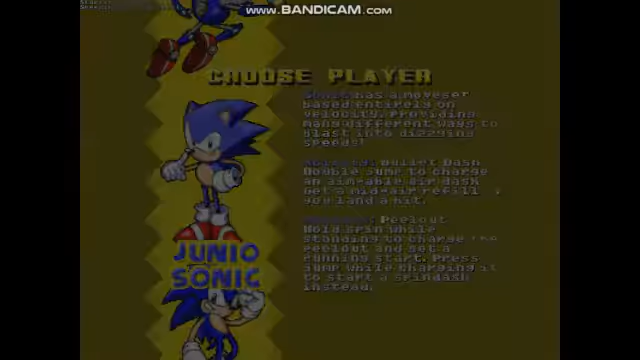 www.BANDICAM.com
CHOOSE PLAYER
Sonic has a moveset
based entirely on
velocity. Providing
many different ways to
blast into dizzying
speeds!
Bullet Dash
Double jump to charge
an aim-able air dash
Get a mid-air refill
you land a hit.
: Peelout
Hold spin while
standing to charge the
peelout and get a
running start. Press
jump while charging it
to start a spindash
instead.
JUNIO
SONIC